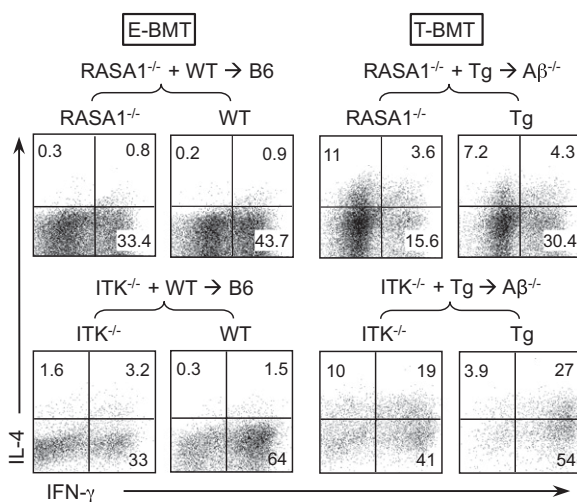 E-BMT T-BMT
RASA1-/- + WT → B6 RASA1-/- + Tg → Aβ-/-
RASA1-/- WT RASA1-/- Tg
0.3 0.8 0.2 0.9 11 3.6 7.2 4.3
33.4 43.7 15.6 30.4
ITK-/- + WT → B6 ITK-/- + Tg → Aβ-/-
ITK-/- WT ITK-/- Tg
1.6 3.2 0.3 1.5 10 19 3.9 27
33 64 41 54
IL-4
IFN-γ